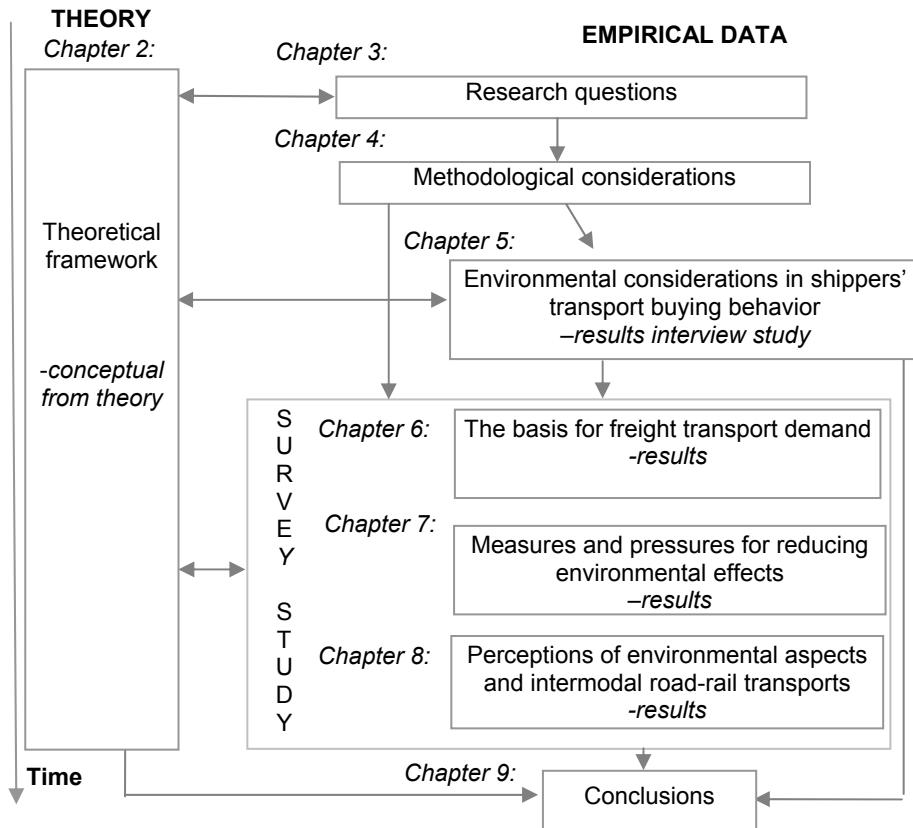 THEORY
Chapter 2:
EMPIRICAL DATA
Chapter 3:
Research questions
Chapter 4:
Methodological considerations
Theoretical
framework
-conceptual
from theory
Chapter 5:
Environmental considerations in shippers’
transport buying behavior
–results interview study
S
U
R
V
E
Y
S
T
U
D
Y
Chapter 6:
The basis for freight transport demand
-results
Chapter 7:
Measures and pressures for reducing
environmental effects
–results
Chapter 8:
Perceptions of environmental aspects
and intermodal road-rail transports
-results
Time
Chapter 9:
Conclusions